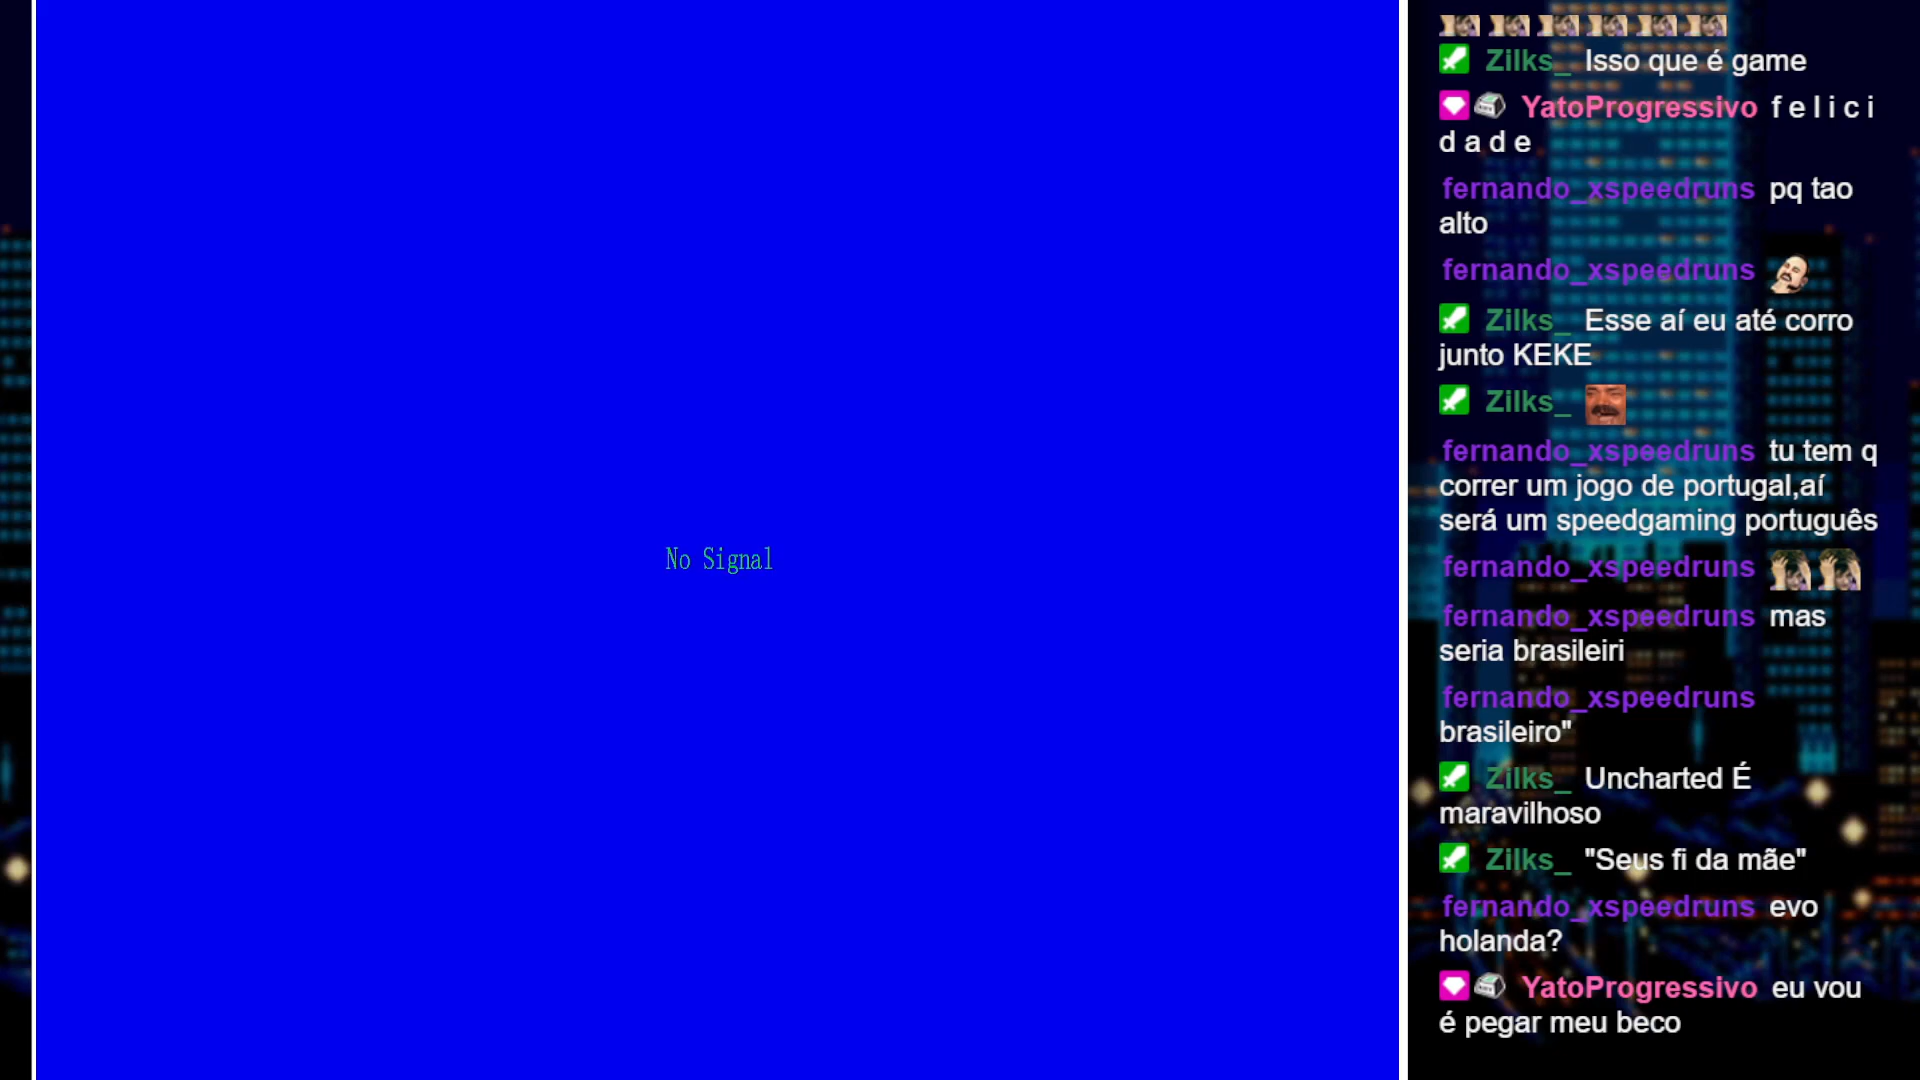 No Signal
Zilks_ Isso que é game
YatoProgressivo f e l i c i
d a d e
fernando_xspeedruns pq tao
alto
fernando_xspeedruns
Zilks_ Esse aí eu até corro
junto KEKE
Zilks_
fernando_xspeedruns tu tem q
correr um jogo de portugal,aí
será um speedgaming português
fernando_xspeedruns
fernando_xspeedruns mas
seria brasileiri
fernando_xspeedruns
brasileiro"
Zilks_ Uncharted É
maravilhoso
Zilks_ "Seus fi da mãe"
fernando_xspeedruns evo
holanda?
YatoProgressivo eu vou
é pegar meu beco